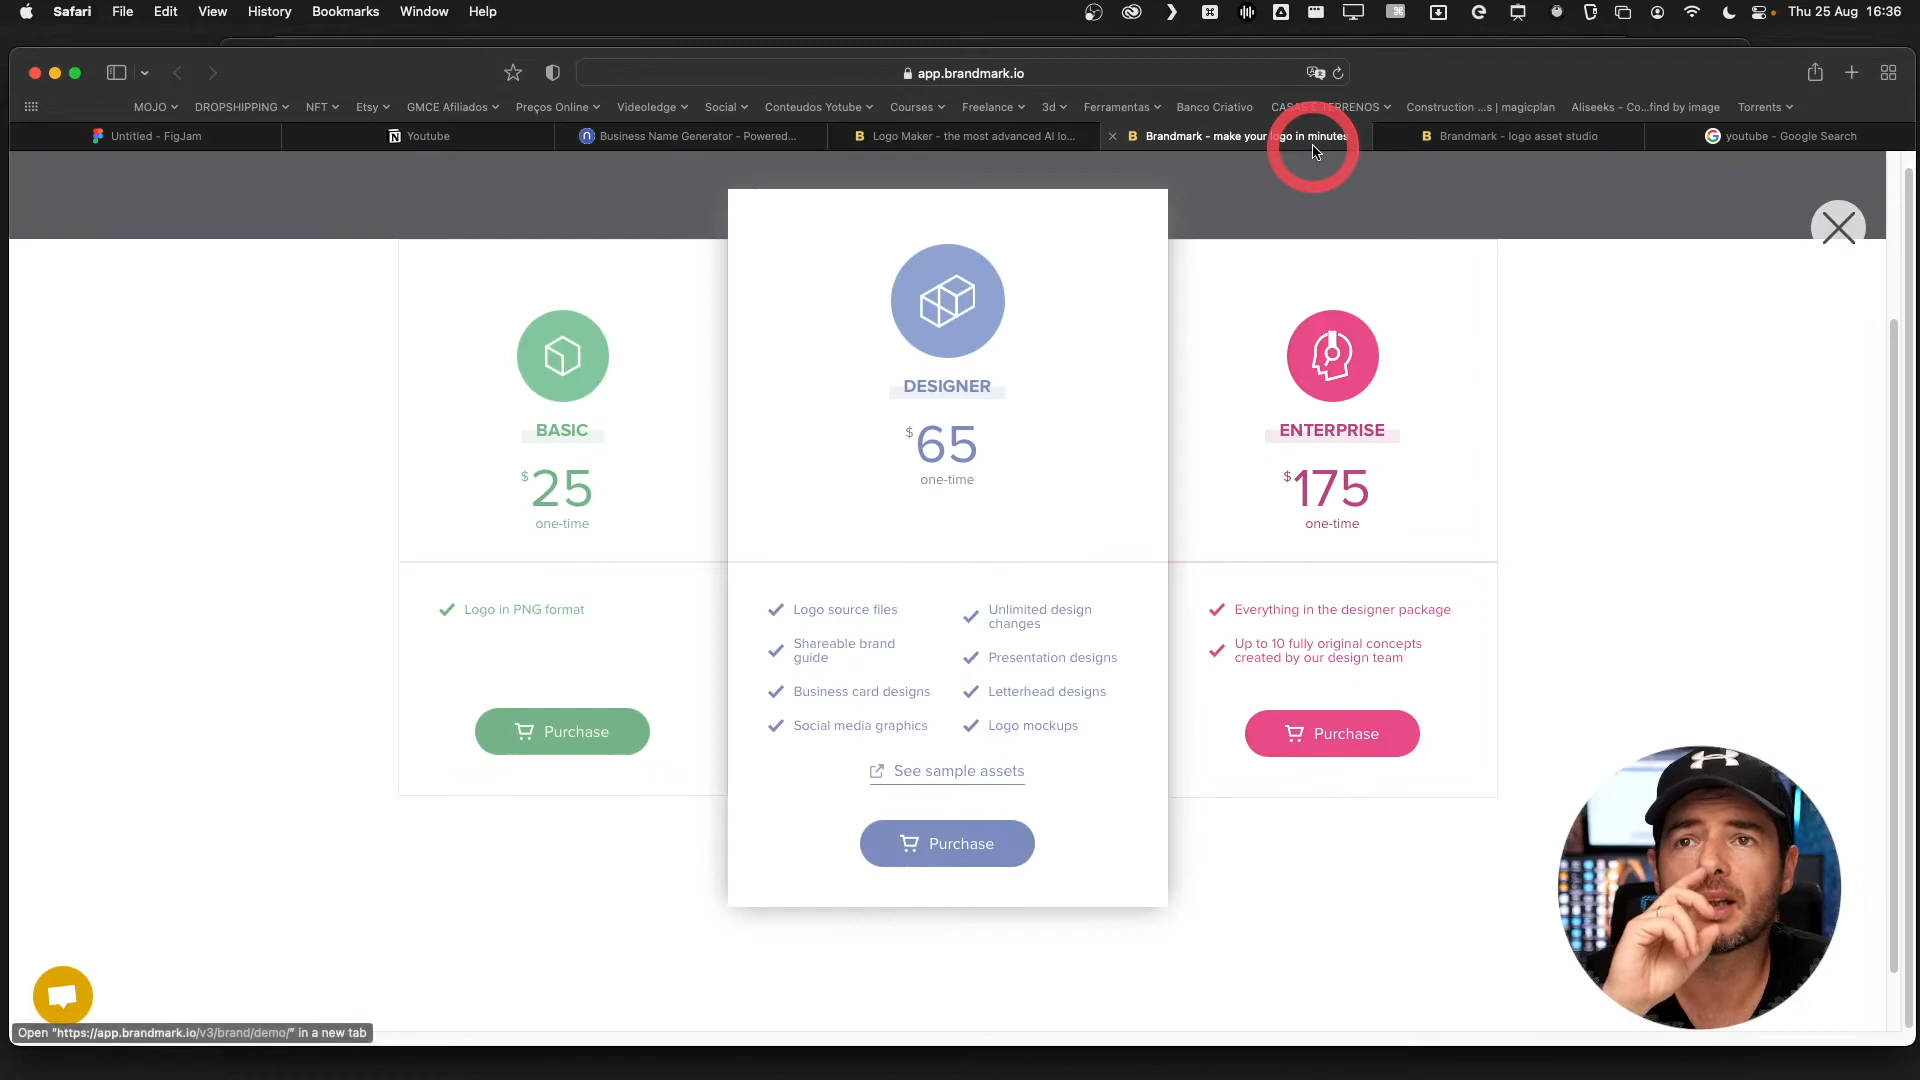 Safari File Edit View History Bookmarks Window Help Thu 25 Aug 16:36
app.brandmark.io
MOJO DROPSHIPPING NFT Etsy GMCE Afiliados Preços Online Videoledge Social Conteudos Yotube Courses Freelance 3d Ferramentas Banco Criativo CASAS E TERRENOS Construction ...s | magicplan Aliseeks - Co...find by image Torrents
Untitled - FigJam Youtube Business Name Generator - Powered... Logo Maker - the most advanced AI lo... Brandmark - make your logo in minutes Brandmark - logo asset studio youtube - Google Search
BASIC
$25
one-time
Logo in PNG format
Purchase
DESIGNER
$65
one-time
Logo source files
Shareable brand
guide
Business card designs
Social media graphics
Unlimited design
changes
Presentation designs
Letterhead designs
Logo mockups
See sample assets
Purchase
ENTERPRISE
$175
one-time
Everything in the designer package
Up to 10 fully original concepts
created by our design team
Purchase
Open "https://app.brandmark.io/v3/brand/demo/" in a new tab